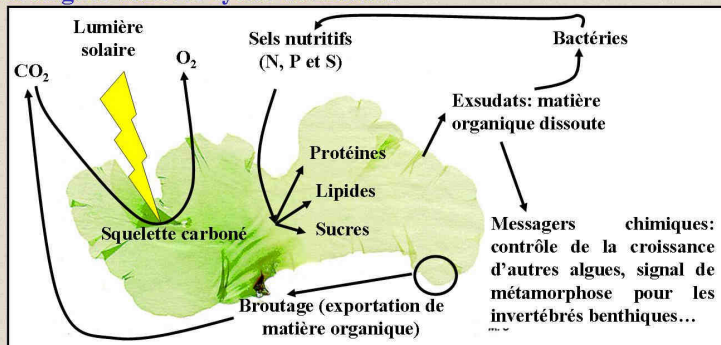 Lumière
solaire
CO₂
O₂
Sels nutritifs
(N, P et S)
Bactéries
Exsudats: matière
organique dissoute
Protéines
Lipides
Sucres
Squelette carboné
Messagers chimiques:
contrôle de la croissance
d'autres algues, signal de
métamorphose pour les
invertébrés benthiques…
Broutage (exportation de
matière organique)